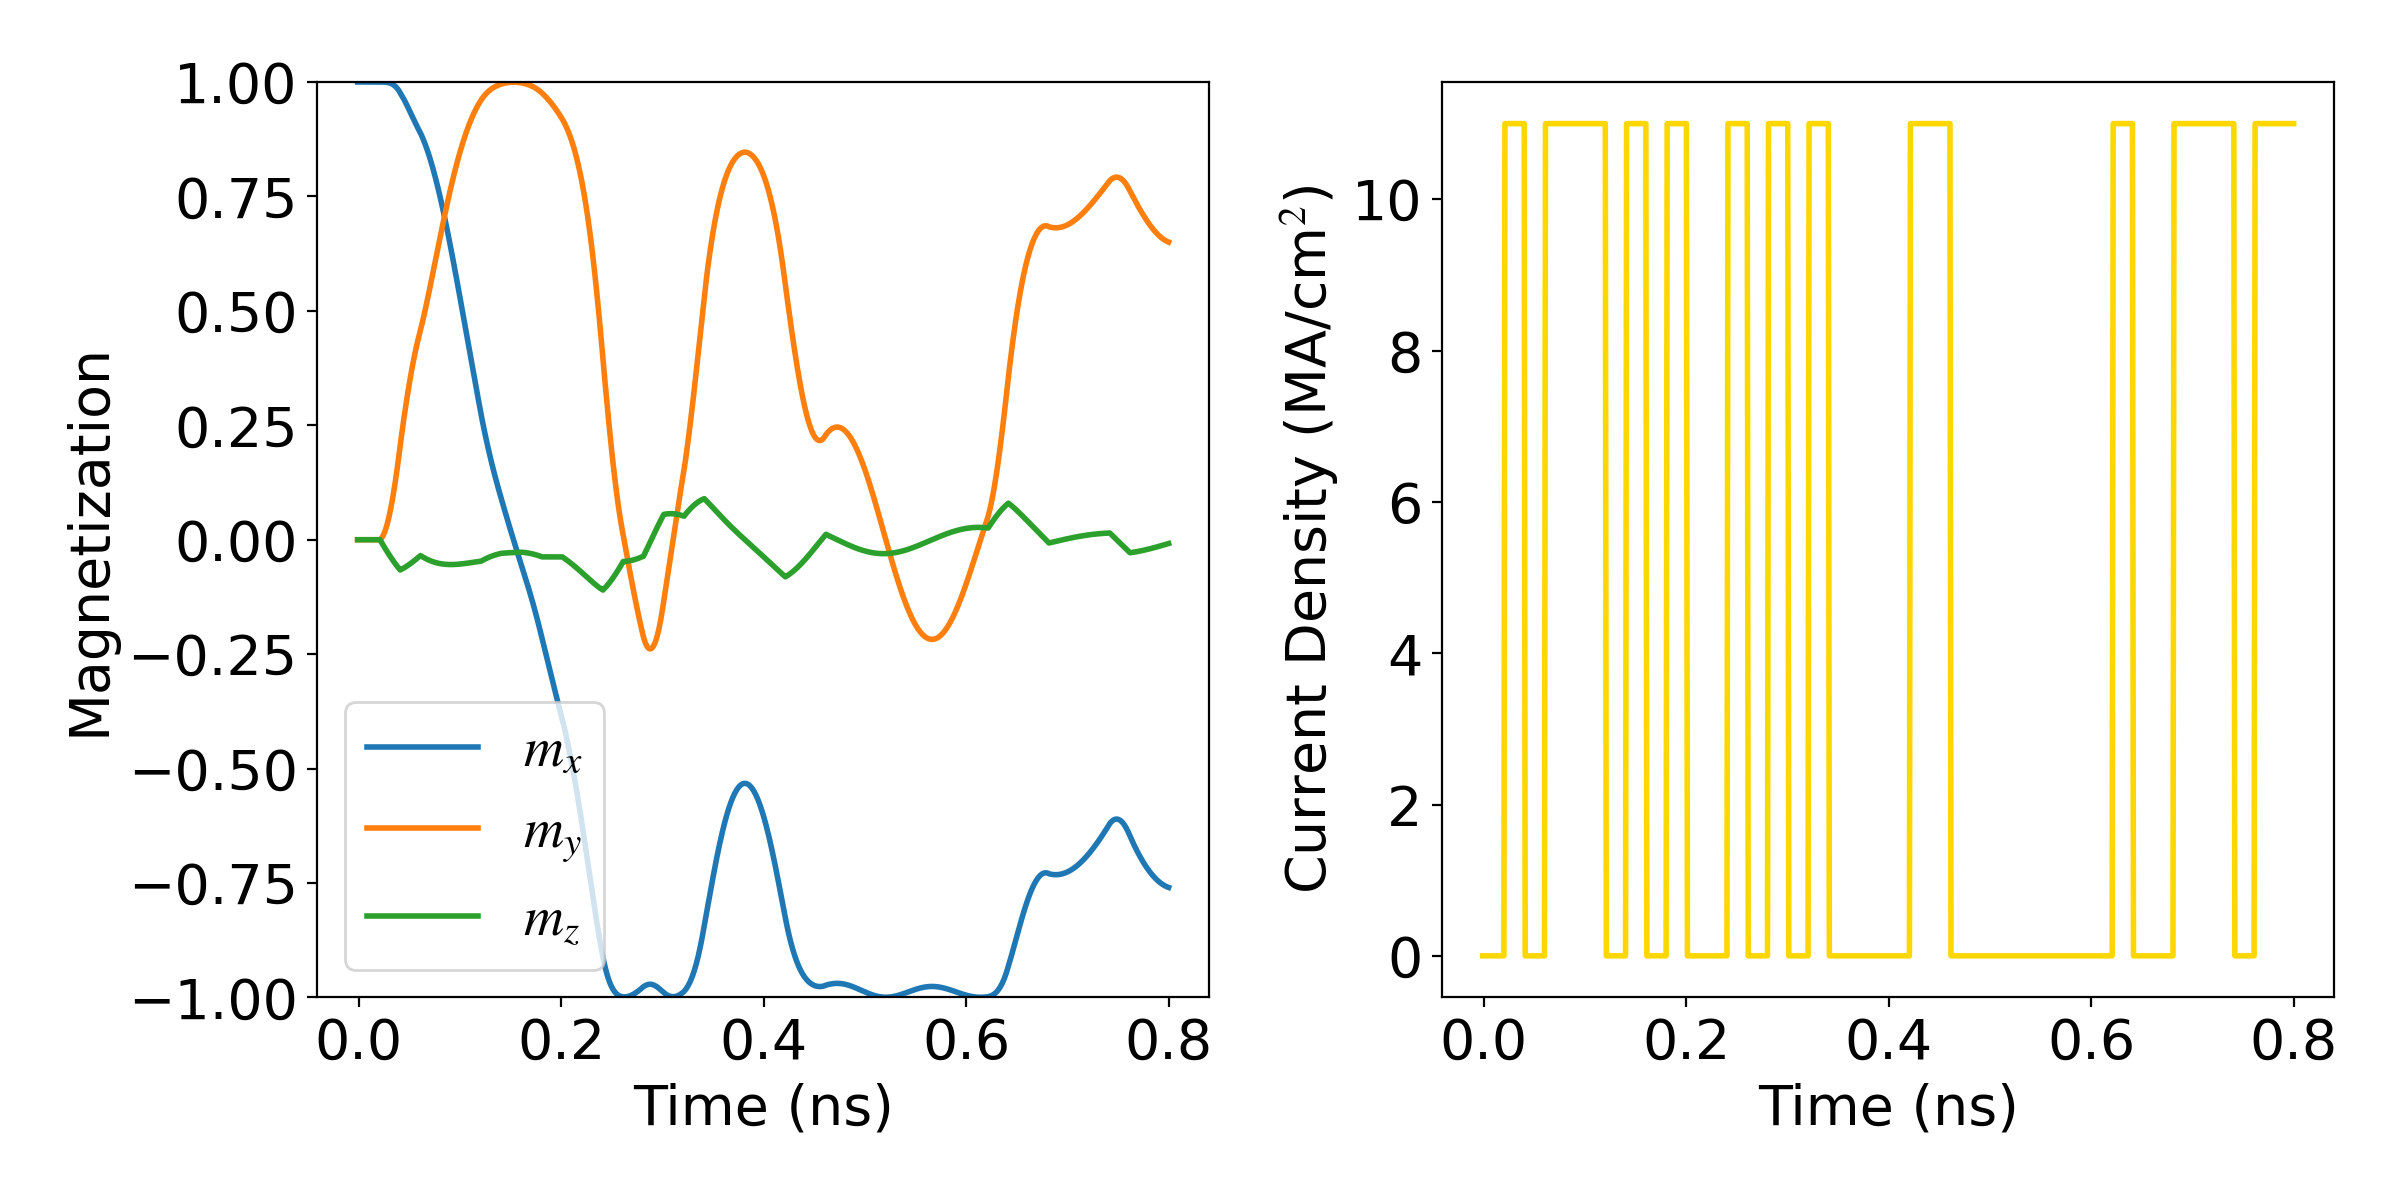 1.00
0.75
0.50
0.25
0.00
−0.25
−0.50
−0.75
−1.00
Magnetization
m_x
m_y
m_z
0.0 0.2 0.4 0.6 0.8
Time (ns)
10
8
6
4
2
0
Current Density (MA/cm²)
0.0 0.2 0.4 0.6 0.8
Time (ns)